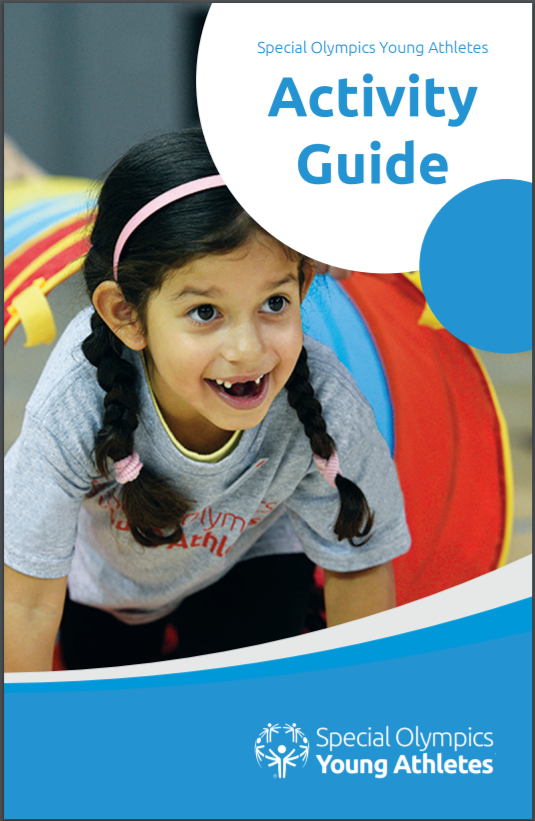 Special Olympics Young Athletes
Activity
Guide
Special Olympics
Young Athletes